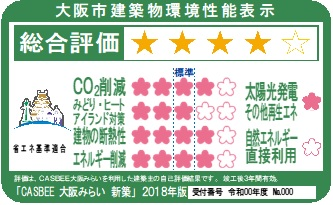 大阪市建築物環境性能表示
総合評価
標準
CO₂削減
みどり・ヒート
アイランド対策
建物の断熱性
エネルギー削減
太陽光発電
その他再生エネ
自然エネルギー
直接利用
省エネ基準適合
評価は、CASBEE大阪みらいを利用した建築主の自己評価結果です。 竣工後3年間有効。
「CASBEE 大阪みらい 新築」2018年版 受付番号 令和00年度 No,000